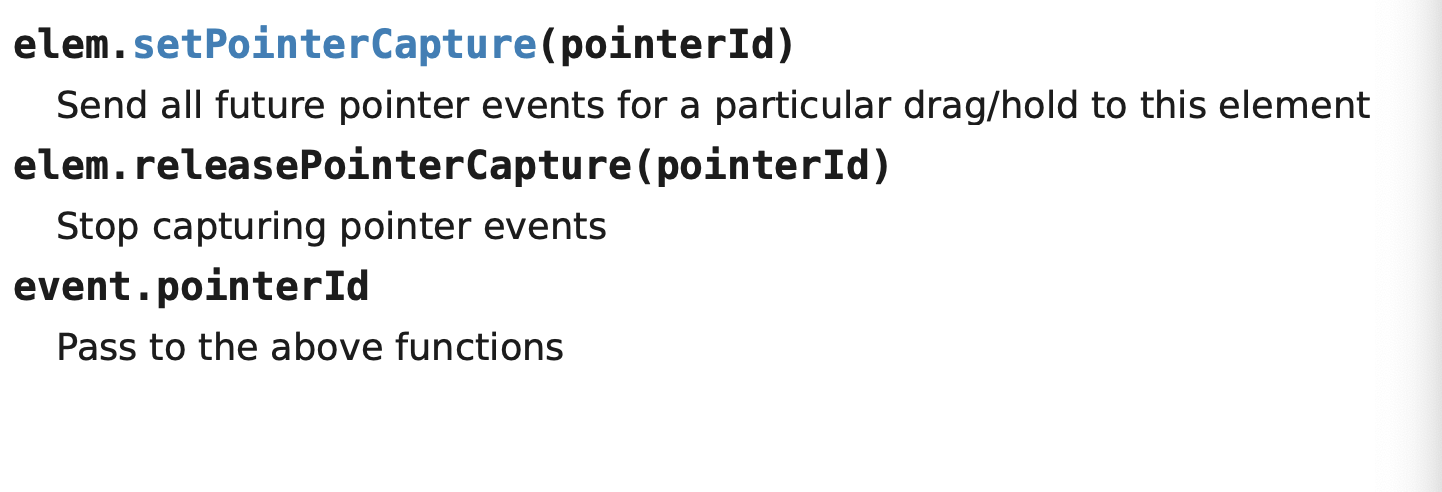 elem.setPointerCapture(pointerId)
Send all future pointer events for a particular drag/hold to this element
elem.releasePointerCapture(pointerId)
Stop capturing pointer events
event.pointerId
Pass to the above functions